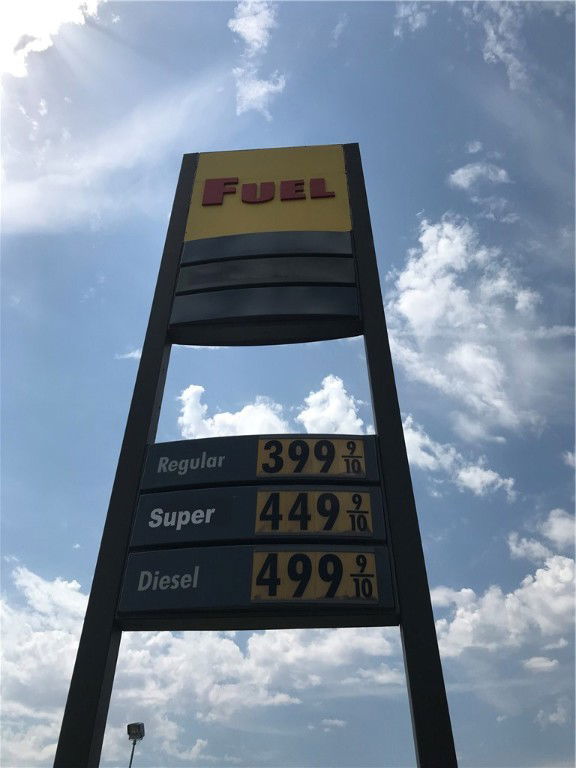 FUEL
Regular 399 9/10
Super 449 9/10
Diesel 499 9/10